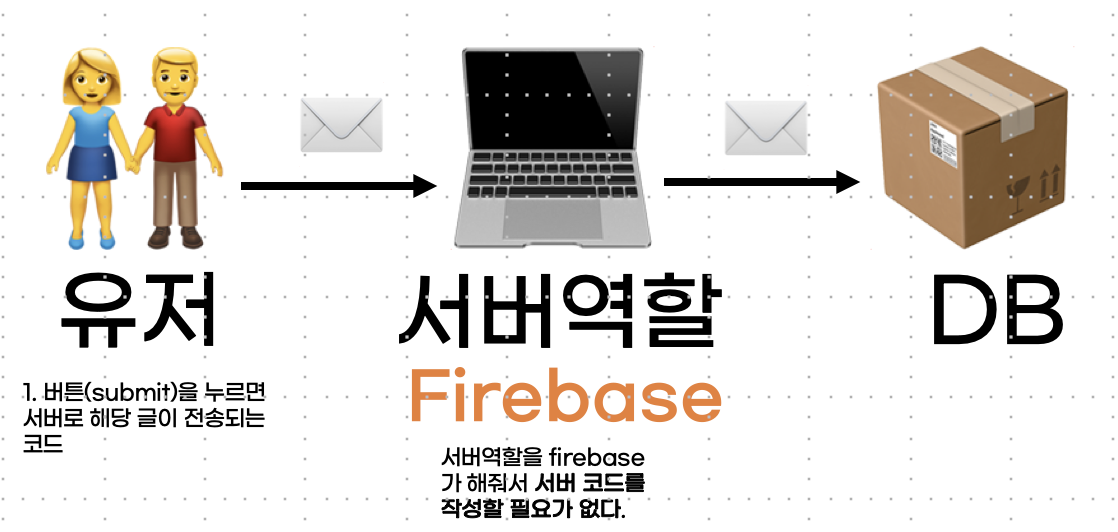 유저
서버역할
DB
Firebase
1. 버튼(submit)을 누르면
서버로 해당 글이 전송되는
코드
서버역할을 firebase
가 해줘서 서버 코드를
작성할 필요가 없다.